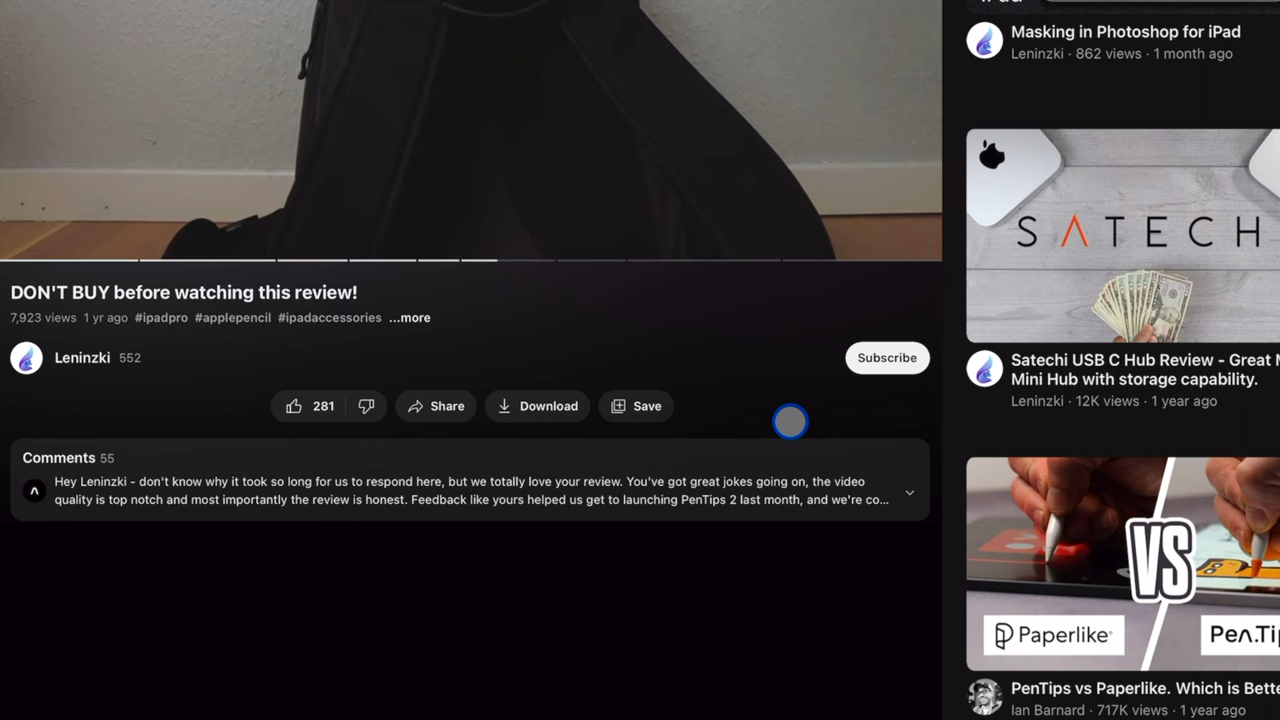 Masking in Photoshop for iPad
Leninzki · 862 views · 1 month ago
SATECH
DON'T BUY before watching this review!
7,923 views 1 yr ago #ipadpro #applepencil #ipadaccessories ...more
Leninzki 552
Subscribe
281
Share
Download
Save
Comments 55
Hey Leninzki - don't know why it took so long for us to respond here, but we totally love your review. You've got great jokes going on, the video
quality is top notch and most importantly the review is honest. Feedback like yours helped us get to launching PenTips 2 last month, and we're co...
Satechi USB C Hub Review - Great M
Mini Hub with storage capability.
Leninzki · 12K views · 1 year ago
VS
Paperlike
Pen.Ti
PenTips vs Paperlike. Which is Bette
Ian Barnard · 717K views · 1 year ago